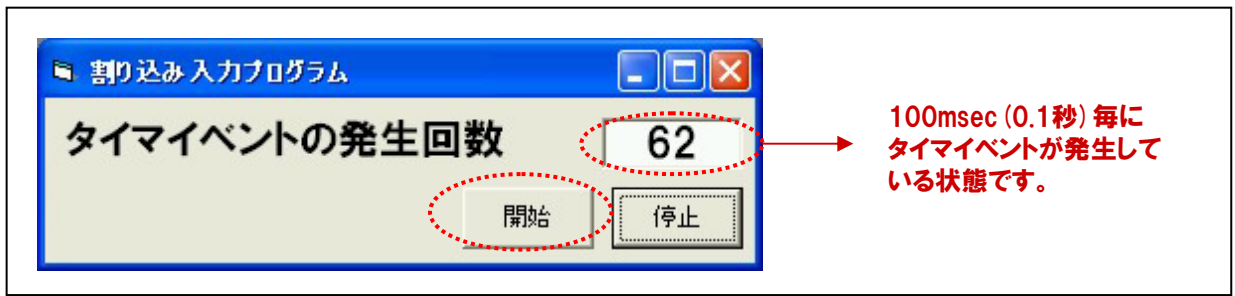 割り込み入力プログラム
タイマイベントの発生回数
62
開始
停止
100msec(0.1秒)毎に
タイマイベントが発生して
いる状態です。